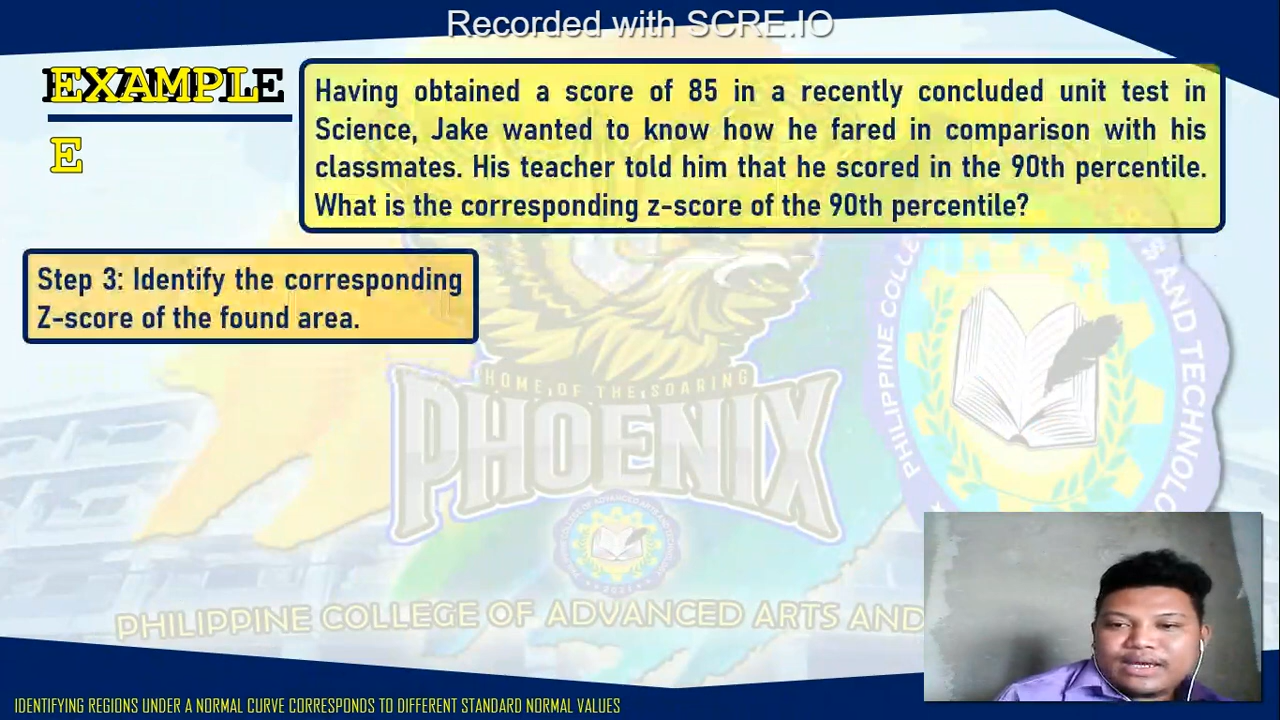 Recorded with SCRE.IO
EXAMPLE
E
Having obtained a score of 85 in a recently concluded unit test in
Science, Jake wanted to know how he fared in comparison with his
classmates. His teacher told him that he scored in the 90th percentile.
What is the corresponding z-score of the 90th percentile?
Step 3: Identify the corresponding
Z-score of the found area.
HOME OF THE SOARING
PHOENIX
PHILIPPINE COLLE
S AND TECHNOLO
PHILIPPINE COLLEGE OF ADVANCED ARTS AND
IDENTIFYING REGIONS UNDER A NORMAL CURVE CORRESPONDS TO DIFFERENT STANDARD NORMAL VALUES